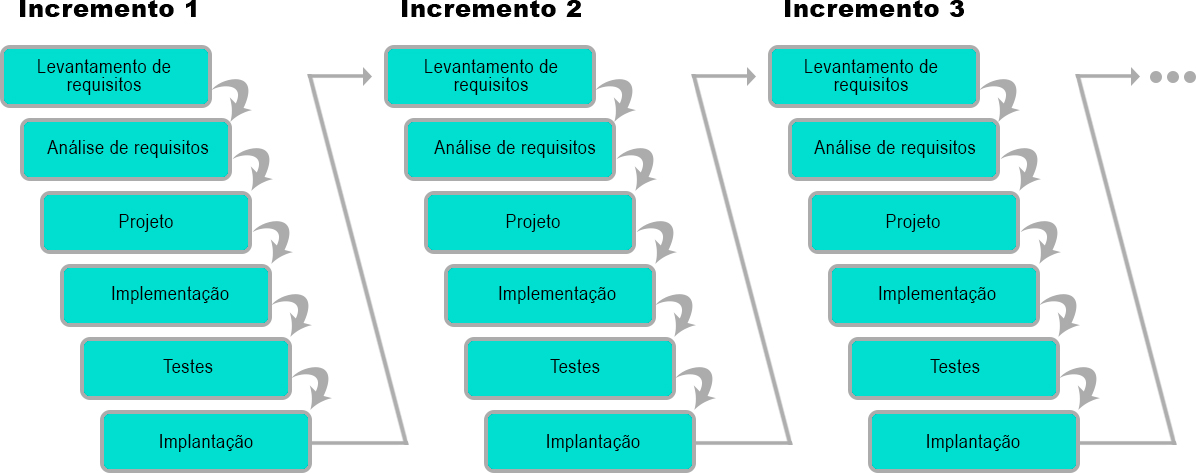 Incremento 1
Levantamento de
requisitos
Análise de requisitos
Projeto
Implementação
Testes
Implantação
Incremento 2
Levantamento de
requisitos
Análise de requisitos
Projeto
Implementação
Testes
Implantação
Incremento 3
Levantamento de
requisitos
Análise de requisitos
Projeto
Implementação
Testes
Implantação